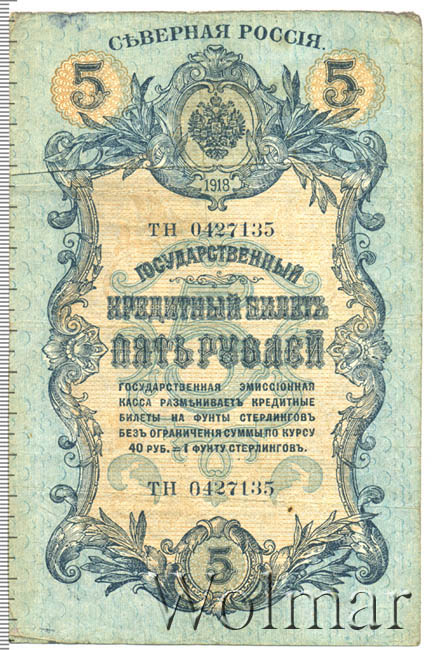 СѢВЕРНАЯ РОССІЯ.
5 5
1918
ТН 0427135
ГОСУДАРСТВЕННЫЙ
КРЕДИТНЫЙ БИЛЕТЪ
ПЯТЬ РУБЛЕЙ
ГОСУДАРСТВЕННАЯ ЭМИССІОННАЯ
КАССА РАЗМѢНИВАЕТЪ КРЕДИТНЫЕ
БИЛЕТЫ НА ФУНТЫ СТЕРЛИНГОВЪ
БЕЗЪ ОГРАНИЧЕНІЯ СУММЫ ПО КУРСУ
40 РУБ. = 1 ФУНТУ СТЕРЛИНГОВЪ.
ТН 0427135
5
Wolmar